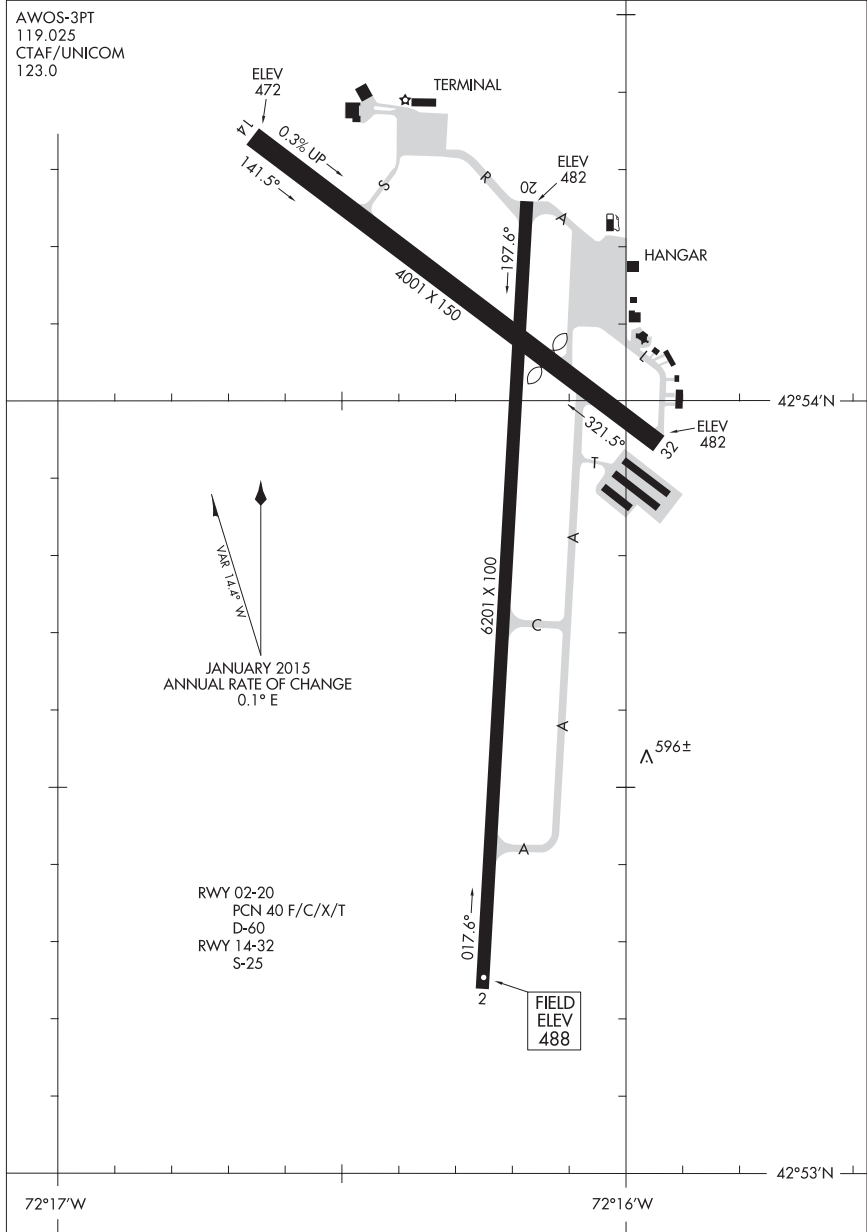 AWOS-3PT
119.025
CTAF/UNICOM
123.0
ELEV
472
TERMINAL
14
0.3% UP
141.5°
S
R
ELEV
482
20
A
197.6°
HANGAR
4001 X 150
L
42°54'N
321.5°
ELEV
482
32
T
VAR 14.4° W
A
6201 X 100
C
JANUARY 2015
ANNUAL RATE OF CHANGE
0.1° E
A
596±
A
RWY 02-20
PCN 40 F/C/X/T
D-60
RWY 14-32
S-25
017.6°
2
FIELD
ELEV
488
42°53'N
72°17'W
72°16'W